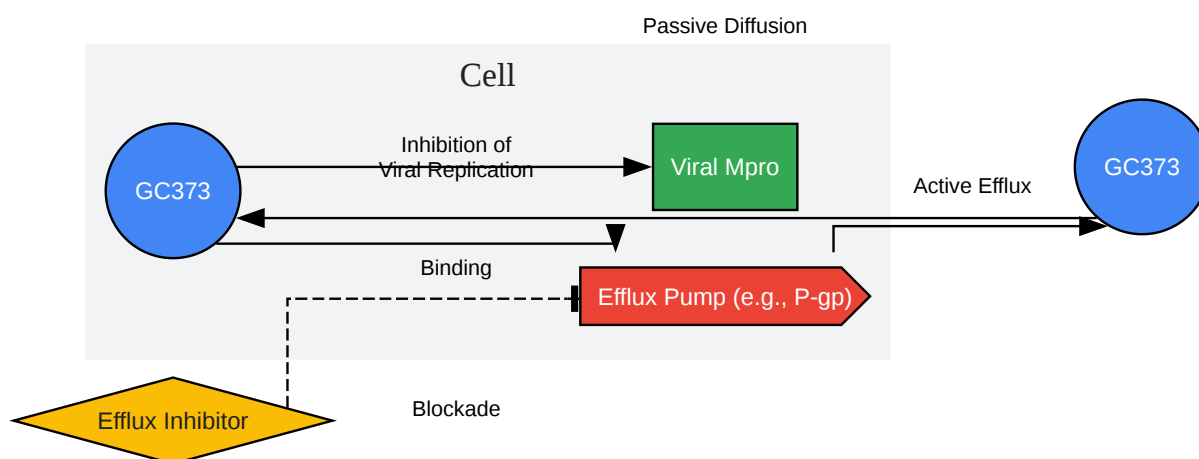 Passive Diffusion
Cell
Inhibition of
Viral Replication
GC373
Viral Mpro
GC373
Active Efflux
Binding
Efflux Pump (e.g., P-gp)
Efflux Inhibitor
Blockade